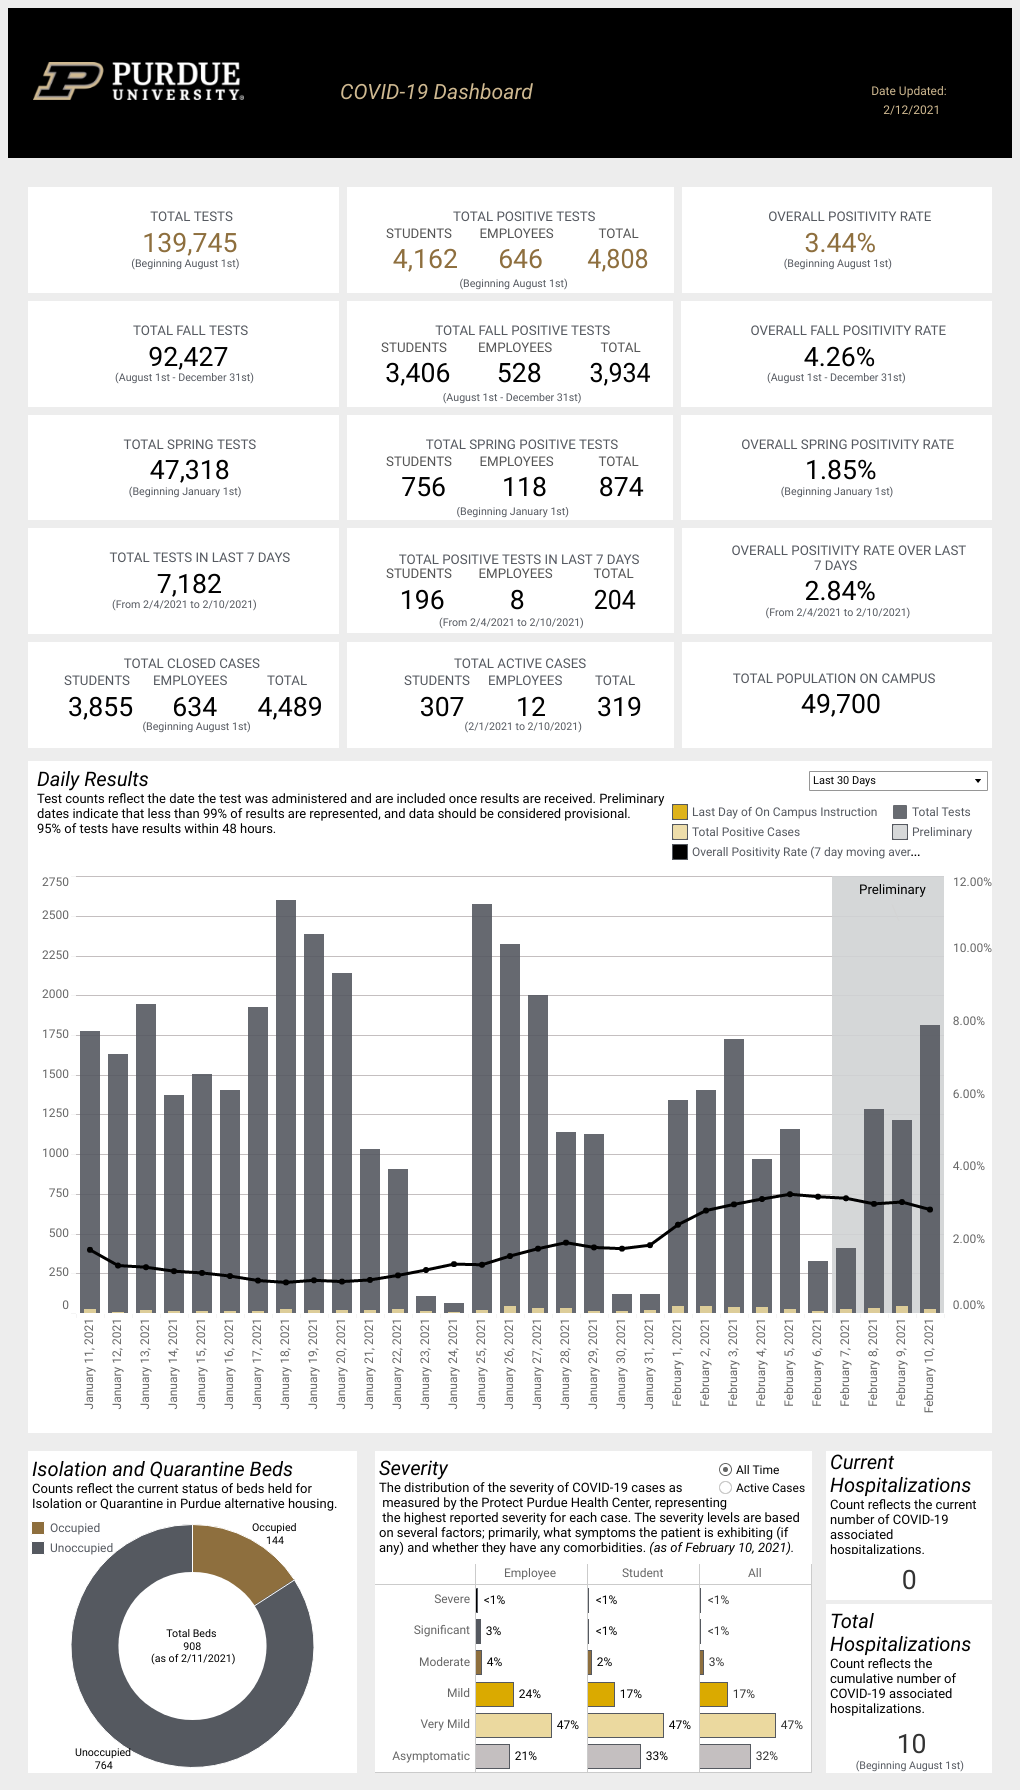 PURDUE
UNIVERSITY®
COVID-19 Dashboard
Date Updated:
2/12/2021
TOTAL TESTS
139,745
(Beginning August 1st)
TOTAL POSITIVE TESTS
STUDENTS EMPLOYEES TOTAL
4,162 646 4,808
(Beginning August 1st)
OVERALL POSITIVITY RATE
3.44%
(Beginning August 1st)
TOTAL FALL TESTS
92,427
(August 1st - December 31st)
TOTAL FALL POSITIVE TESTS
STUDENTS EMPLOYEES TOTAL
3,406 528 3,934
(August 1st - December 31st)
OVERALL FALL POSITIVITY RATE
4.26%
(August 1st - December 31st)
TOTAL SPRING TESTS
47,318
(Beginning January 1st)
TOTAL SPRING POSITIVE TESTS
STUDENTS EMPLOYEES TOTAL
756 118 874
(Beginning January 1st)
OVERALL SPRING POSITIVITY RATE
1.85%
(Beginning January 1st)
TOTAL TESTS IN LAST 7 DAYS
7,182
(From 2/4/2021 to 2/10/2021)
TOTAL POSITIVE TESTS IN LAST 7 DAYS
STUDENTS EMPLOYEES TOTAL
196 8 204
(From 2/4/2021 to 2/10/2021)
OVERALL POSITIVITY RATE OVER LAST
7 DAYS
2.84%
(From 2/4/2021 to 2/10/2021)
TOTAL CLOSED CASES
STUDENTS EMPLOYEES TOTAL
3,855 634 4,489
(Beginning August 1st)
TOTAL ACTIVE CASES
STUDENTS EMPLOYEES TOTAL
307 12 319
(2/1/2021 to 2/10/2021)
TOTAL POPULATION ON CAMPUS
49,700
Daily Results
Test counts reflect the date the test was administered and are included once results are received. Preliminary
dates indicate that less than 99% of results are represented, and data should be considered provisional.
95% of tests have results within 48 hours.
Last 30 Days
Last Day of On Campus Instruction
Total Tests
Total Positive Cases
Preliminary
Overall Positivity Rate (7 day moving aver...
Preliminary
2750
2500
2250
2000
1750
1500
1250
1000
750
500
250
0
12.00%
10.00%
8.00%
6.00%
4.00%
2.00%
0.00%
January 11, 2021
January 12, 2021
January 13, 2021
January 14, 2021
January 15, 2021
January 16, 2021
January 17, 2021
January 18, 2021
January 19, 2021
January 20, 2021
January 21, 2021
January 22, 2021
January 23, 2021
January 24, 2021
January 25, 2021
January 26, 2021
January 27, 2021
January 28, 2021
January 29, 2021
January 30, 2021
January 31, 2021
February 1, 2021
February 2, 2021
February 3, 2021
February 4, 2021
February 5, 2021
February 6, 2021
February 7, 2021
February 8, 2021
February 9, 2021
February 10, 2021
Isolation and Quarantine Beds
Counts reflect the current status of beds held for
Isolation or Quarantine in Purdue alternative housing.
Occupied
Unoccupied
Occupied
144
Total Beds
908
(as of 2/11/2021)
Unoccupied
764
Severity
All Time
Active Cases
The distribution of the severity of COVID-19 cases as
measured by the Protect Purdue Health Center, representing
the highest reported severity for each case. The severity levels are based
on several factors; primarily, what symptoms the patient is exhibiting (if
any) and whether they have any comorbidities. (as of February 10, 2021).
Employee Student All
Severe <1% <1% <1%
Significant 3% <1% <1%
Moderate 4% 2% 3%
Mild 24% 17% 17%
Very Mild 47% 47% 47%
Asymptomatic 21% 33% 32%
Current
Hospitalizations
Count reflects the current
number of COVID-19
associated
hospitalizations.
0
Total
Hospitalizations
Count reflects the
cumulative number of
COVID-19 associated
hospitalizations.
10
(Beginning August 1st)